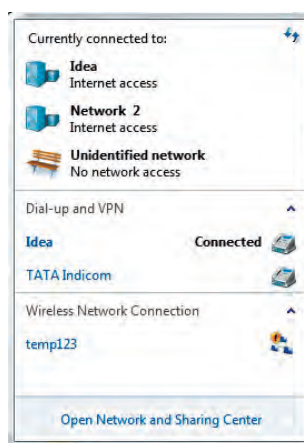 Currently connected to:
Idea
Internet access
Network 2
Internet access
Unidentified network
No network access
Dial-up and VPN
Idea Connected
TATA Indicom
Wireless Network Connection
temp123
Open Network and Sharing Center